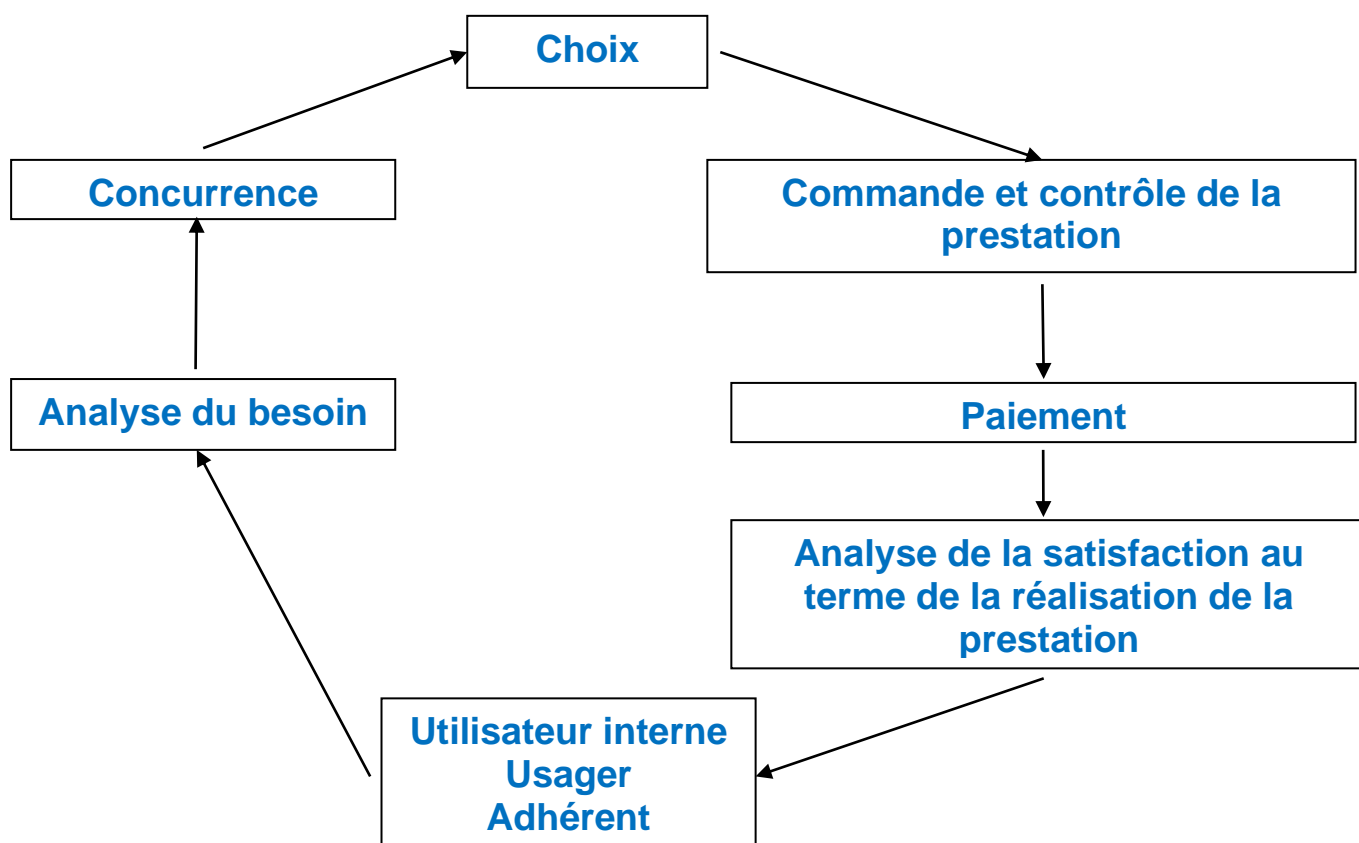 Choix
Concurrence
Commande et contrôle de la
prestation
Analyse du besoin
Paiement
Analyse de la satisfaction au
terme de la réalisation de la
prestation
Utilisateur interne
Usager
Adhérent